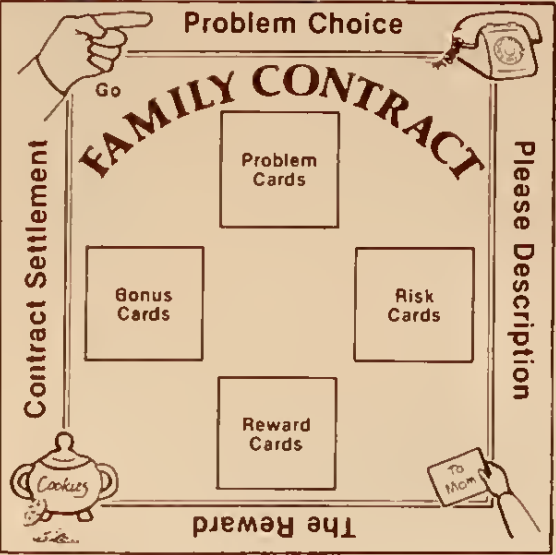 Problem Choice
Go
FAMILY CONTRACT
Problem
Cards
Please Description
Contract Settlement
Bonus
Cards
Risk
Cards
Reward
Cards
Cookies
To
Mom
The Reward